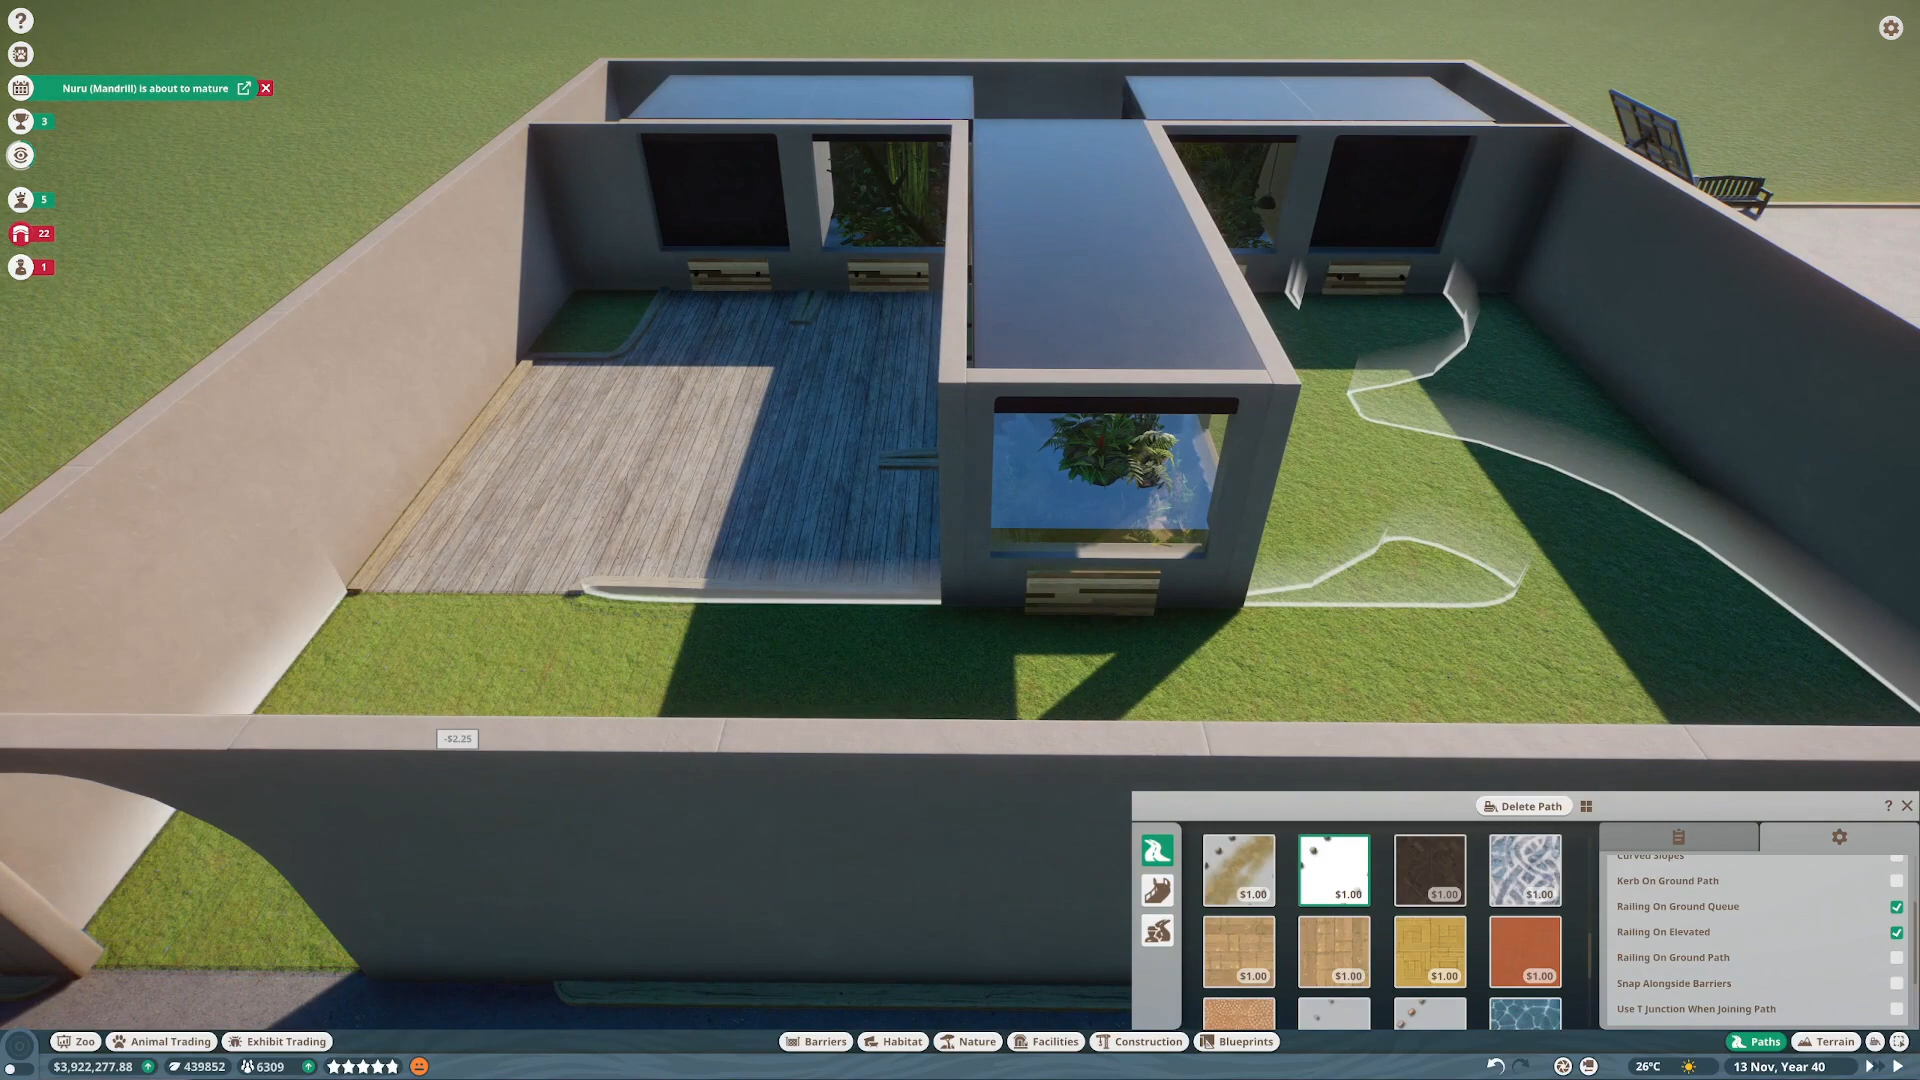 ?
Nuru (Mandrill) is about to mature
3
5
22
1
-$2.25
Delete Path
?
$1.00 $1.00 $1.00 $1.00
$1.00 $1.00 $1.00 $1.00
Curved Slopes
Kerb On Ground Path
Railing On Ground Queue
Railing On Elevated
Railing On Ground Path
Snap Alongside Barriers
Use T Junction When Joining Path
Zoo Animal Trading Exhibit Trading Barriers Habitat Nature Facilities Construction Blueprints Paths Terrain
$3,922,277.88 439852 6309 26°C 13 Nov, Year 40